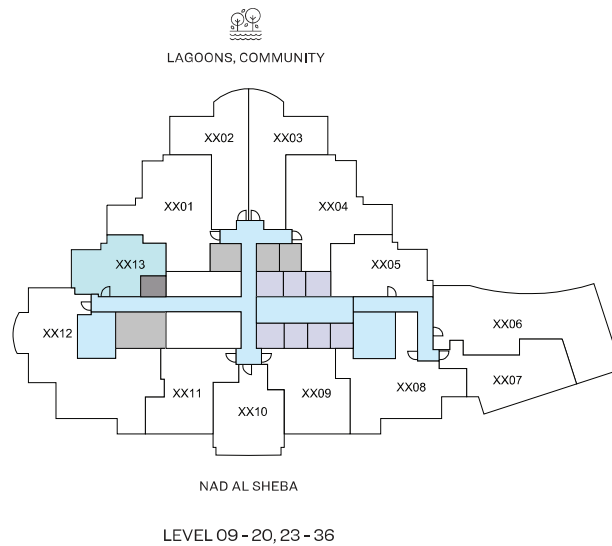 LAGOONS, COMMUNITY
XX02 XX03
XX01 XX04
XX13 XX05
XX12 XX06
XX11 XX10 XX09 XX08 XX07
NAD AL SHEBA
LEVEL 09 - 20, 23 - 36